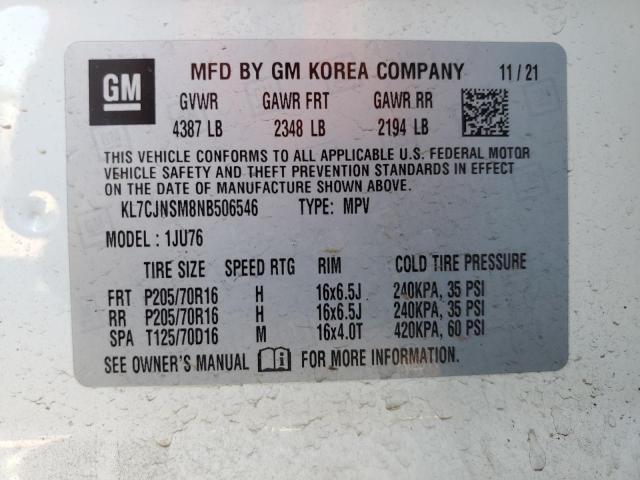 GM
MFD BY GM KOREA COMPANY 11/21
GVWR GAWR FRT GAWR RR
4387 LB 2348 LB 2194 LB
THIS VEHICLE CONFORMS TO ALL APPLICABLE U.S. FEDERAL MOTOR
VEHICLE SAFETY AND THEFT PREVENTION STANDARDS IN EFFECT
ON THE DATE OF MANUFACTURE SHOWN ABOVE.
KL7CJNSM8NB506546 TYPE: MPV
MODEL : 1JU76
TIRE SIZE SPEED RTG RIM COLD TIRE PRESSURE
FRT P205/70R16 H 16x6.5J 240KPA, 35 PSI
RR P205/70R16 H 16x6.5J 240KPA, 35 PSI
SPA T125/70D16 M 16x4.0T 420KPA, 60 PSI
SEE OWNER'S MANUAL FOR MORE INFORMATION.